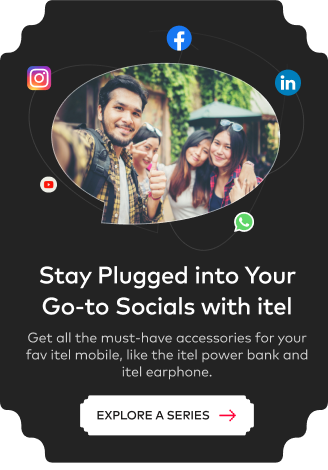 Stay Plugged into Your
Go-to Socials with itel
Get all the must-have accessories for your
fav itel mobile, like the itel power bank and
itel earphone.
EXPLORE A SERIES